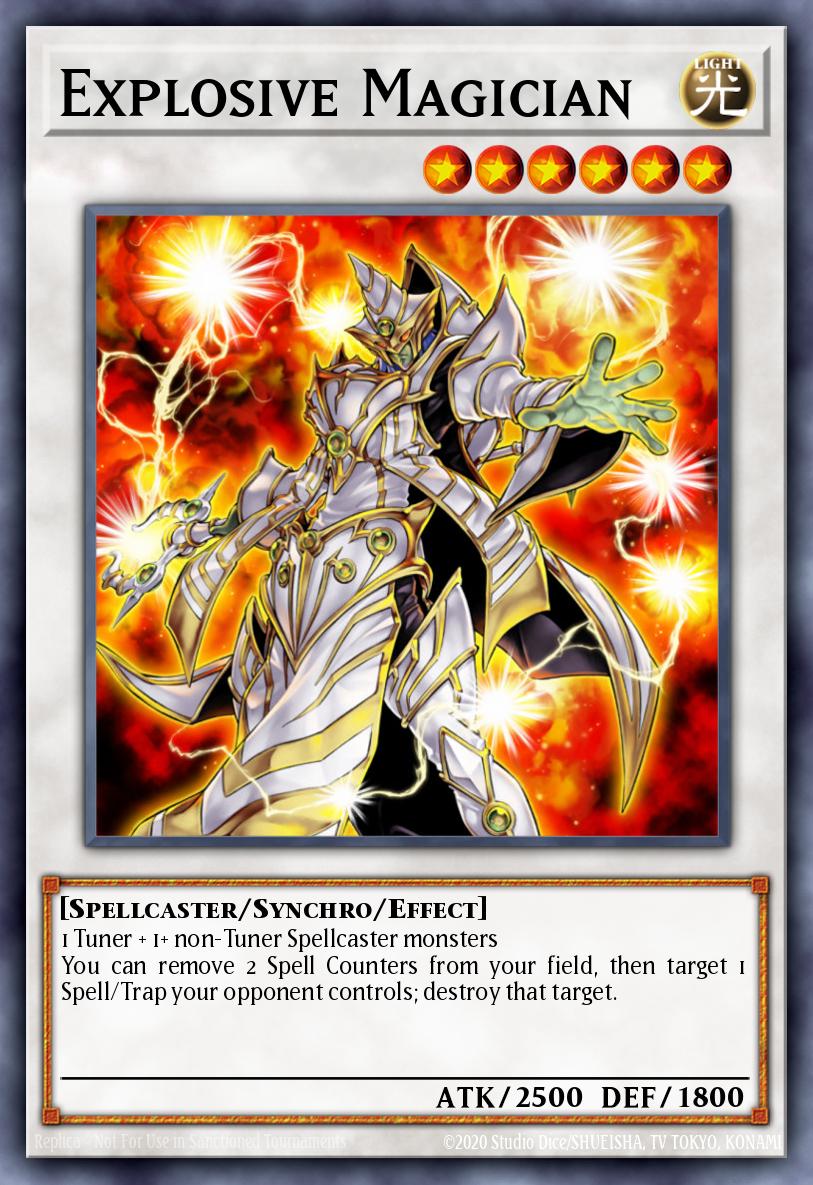 Explosive Magician
LIGHT
光
[Spellcaster/Synchro/Effect]
1 Tuner + 1+ non-Tuner Spellcaster monsters
You can remove 2 Spell Counters from your field, then target 1
Spell/Trap your opponent controls; destroy that target.
ATK/2500 DEF/1800
Replica - Not For Use in Sanctioned Tournaments
©2020 Studio Dice/SHUEISHA, TV TOKYO, KONAMI